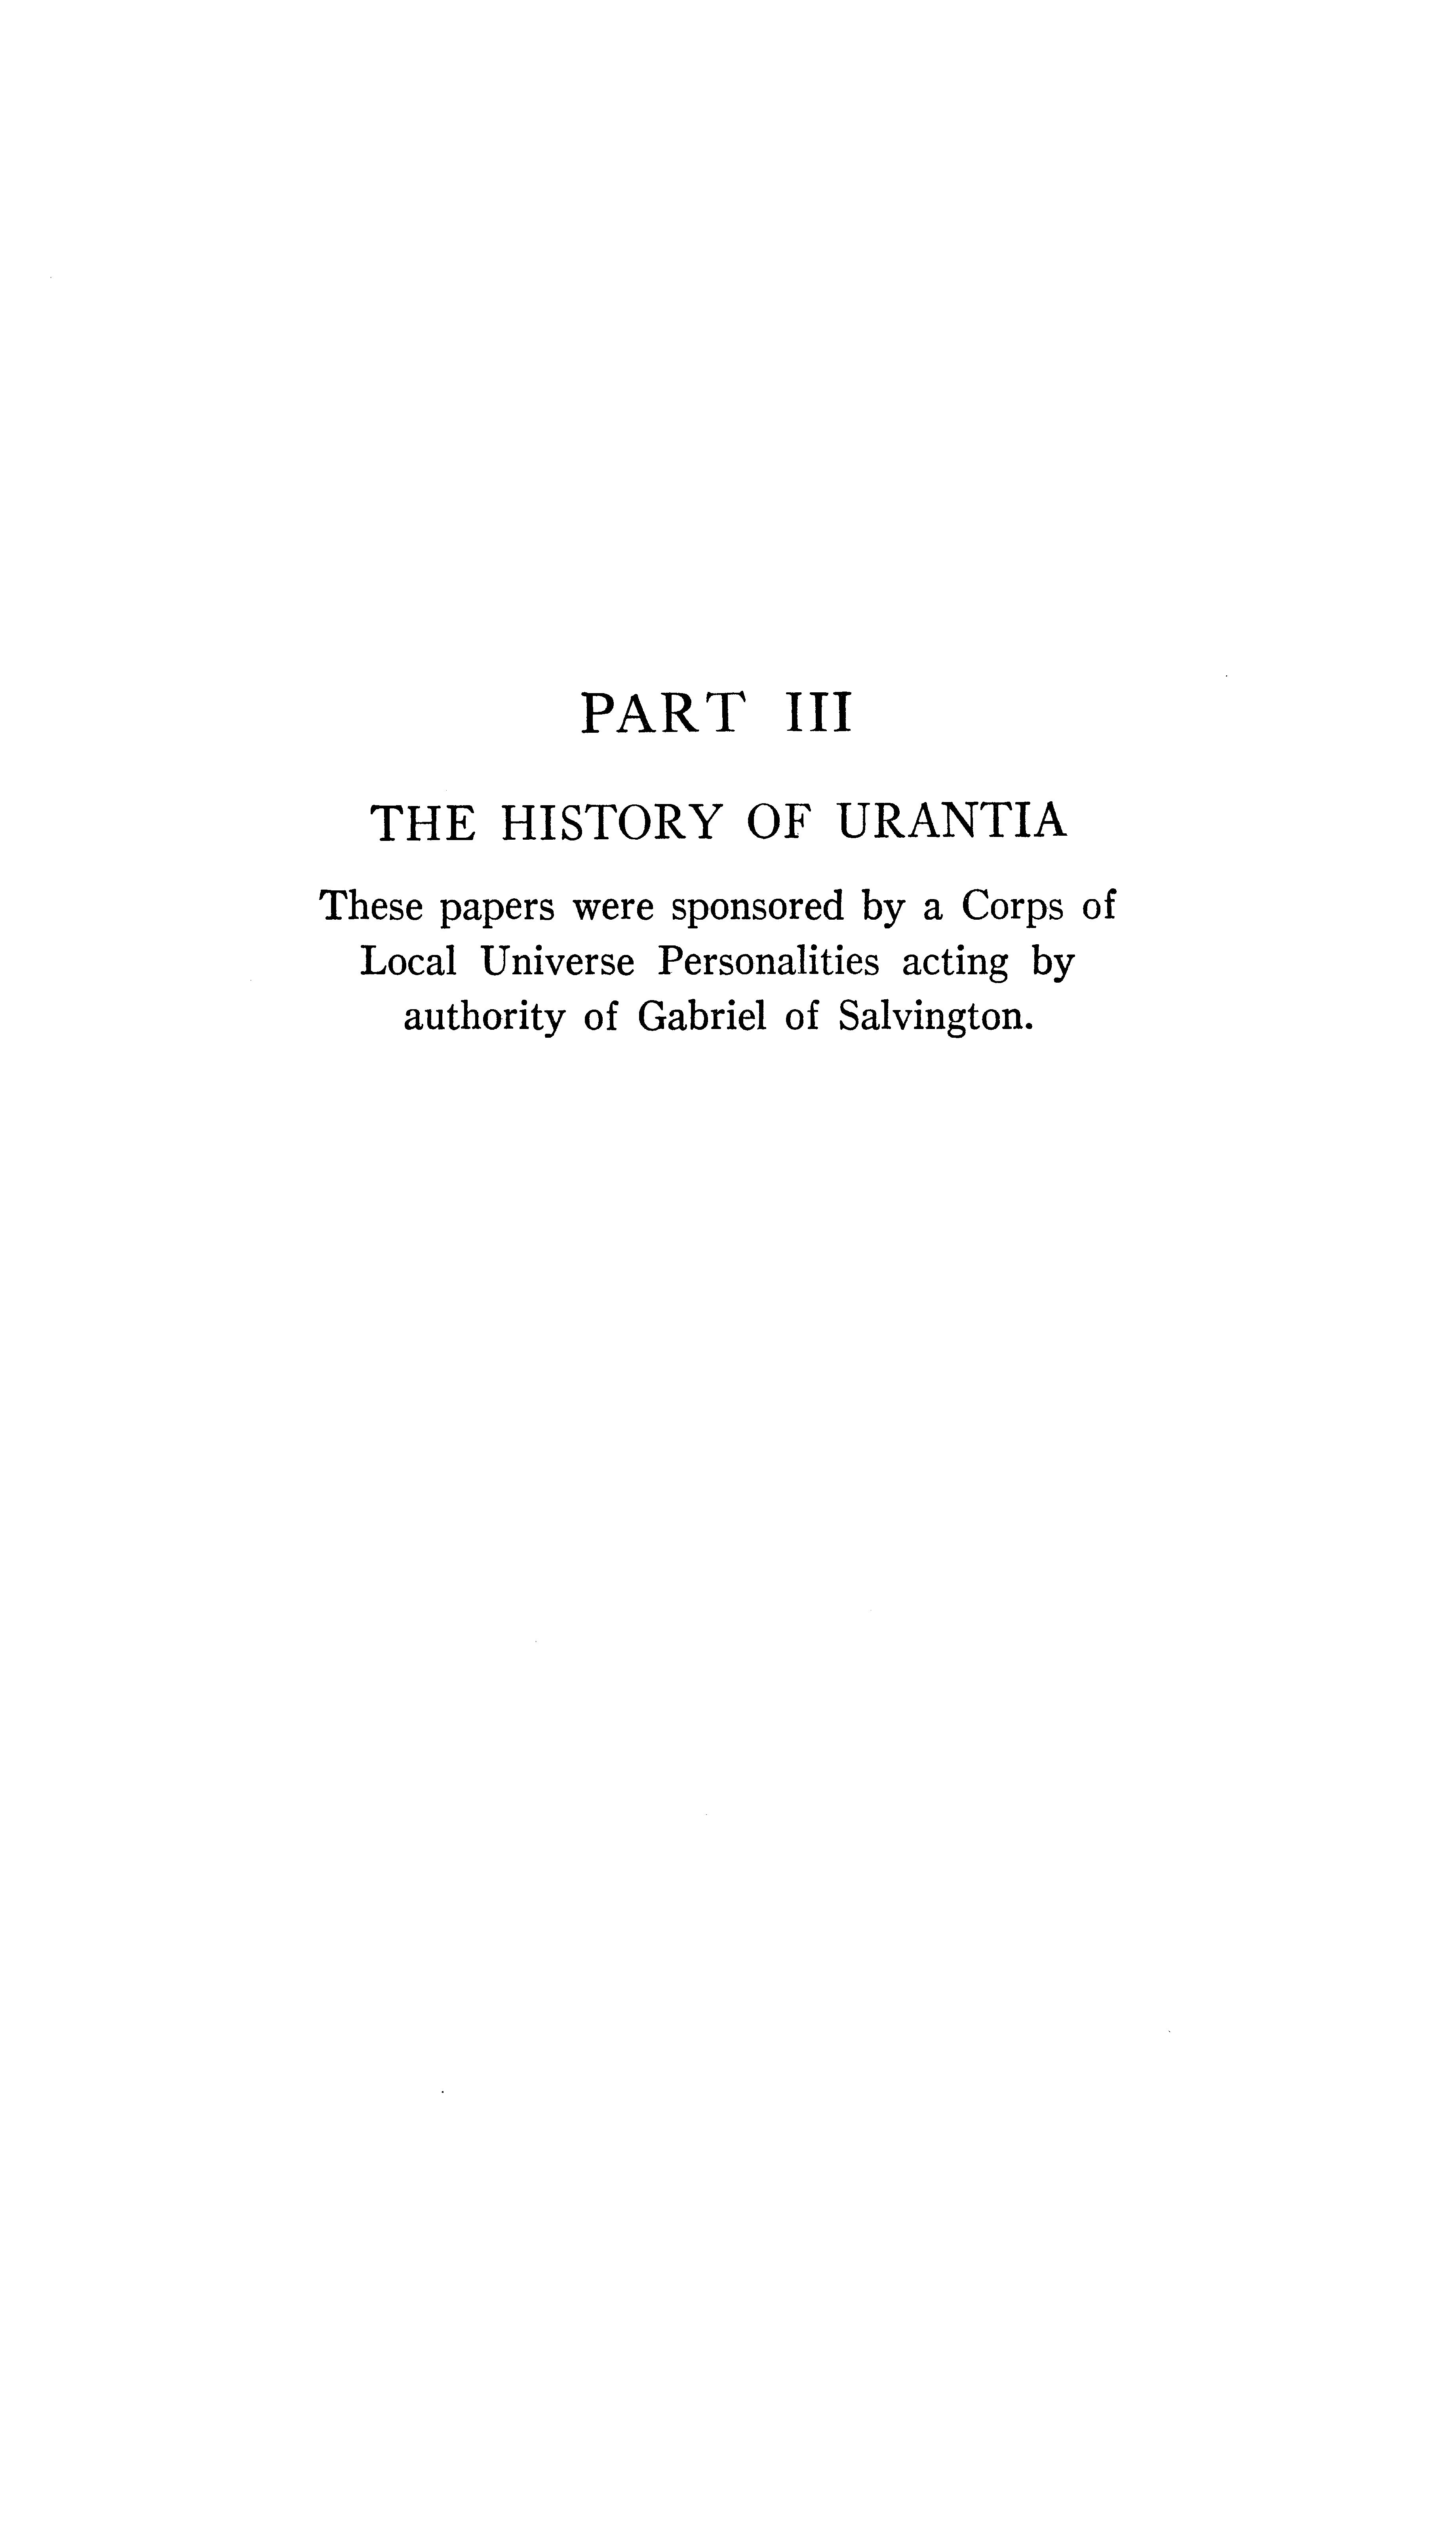 PART III
THE HISTORY OF URANTIA
These papers were sponsored by a Corps of
Local Universe Personalities acting by
authority of Gabriel of Salvington.